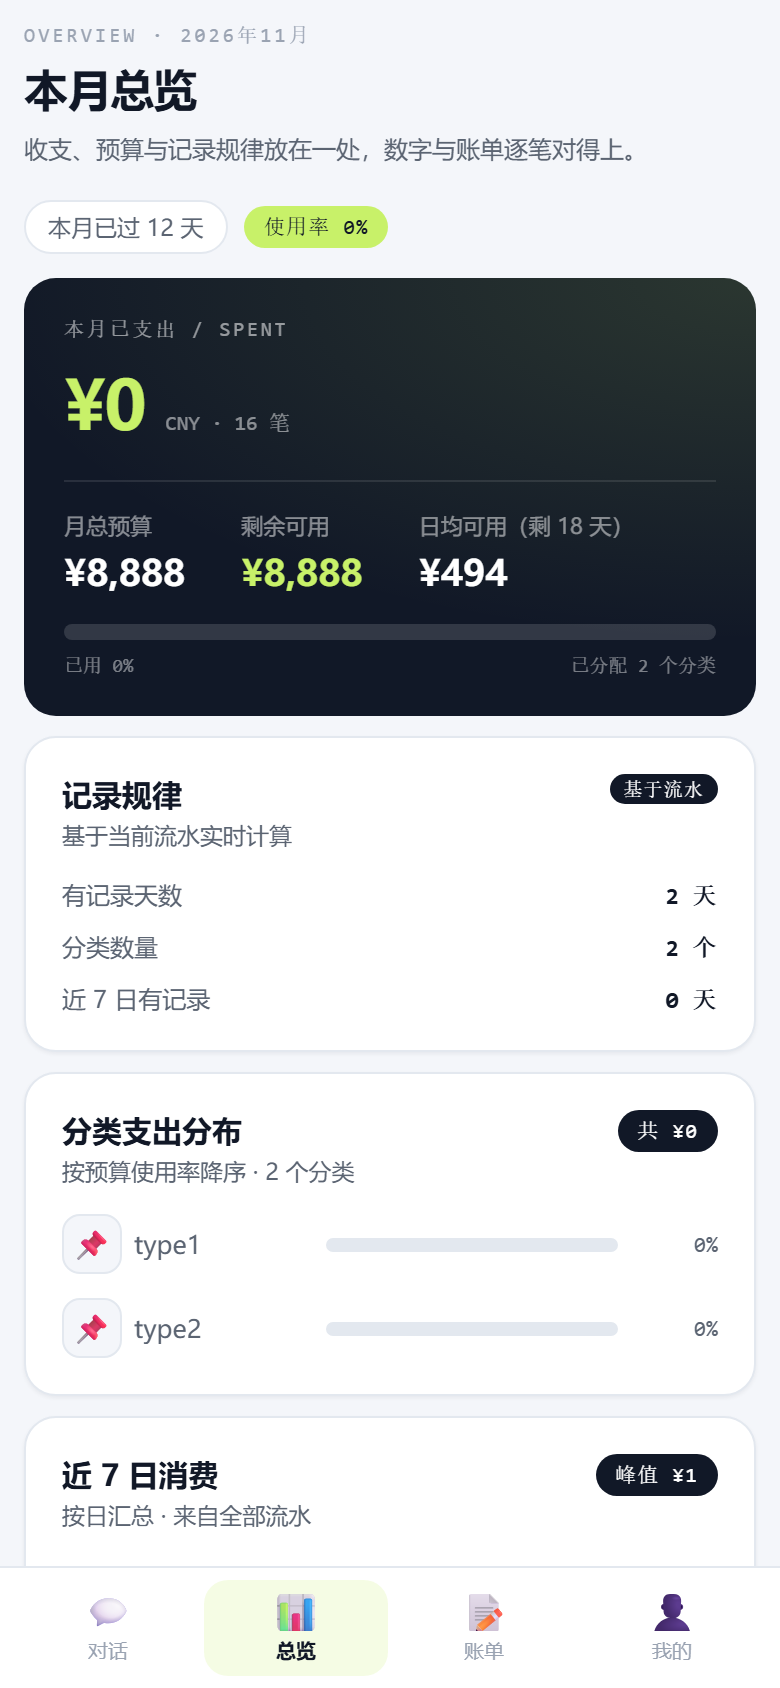 OVERVIEW · 2026年11月
本月总览
收支、预算与记录规律放在一处，数字与账单逐笔对得上。
本月已过 12 天
使用率 0%
本月已支出 / SPENT
¥0 CNY · 16 笔
月总预算 剩余可用 日均可用（剩 18 天）
¥8,888 ¥8,888 ¥494
已用 0% 已分配 2 个分类
记录规律 基于流水
基于当前流水实时计算
有记录天数 2 天
分类数量 2 个
近 7 日有记录 0 天
分类支出分布 共 ¥0
按预算使用率降序 · 2 个分类
type1 0%
type2 0%
近 7 日消费 峰值 ¥1
按日汇总 · 来自全部流水
对话 总览 账单 我的